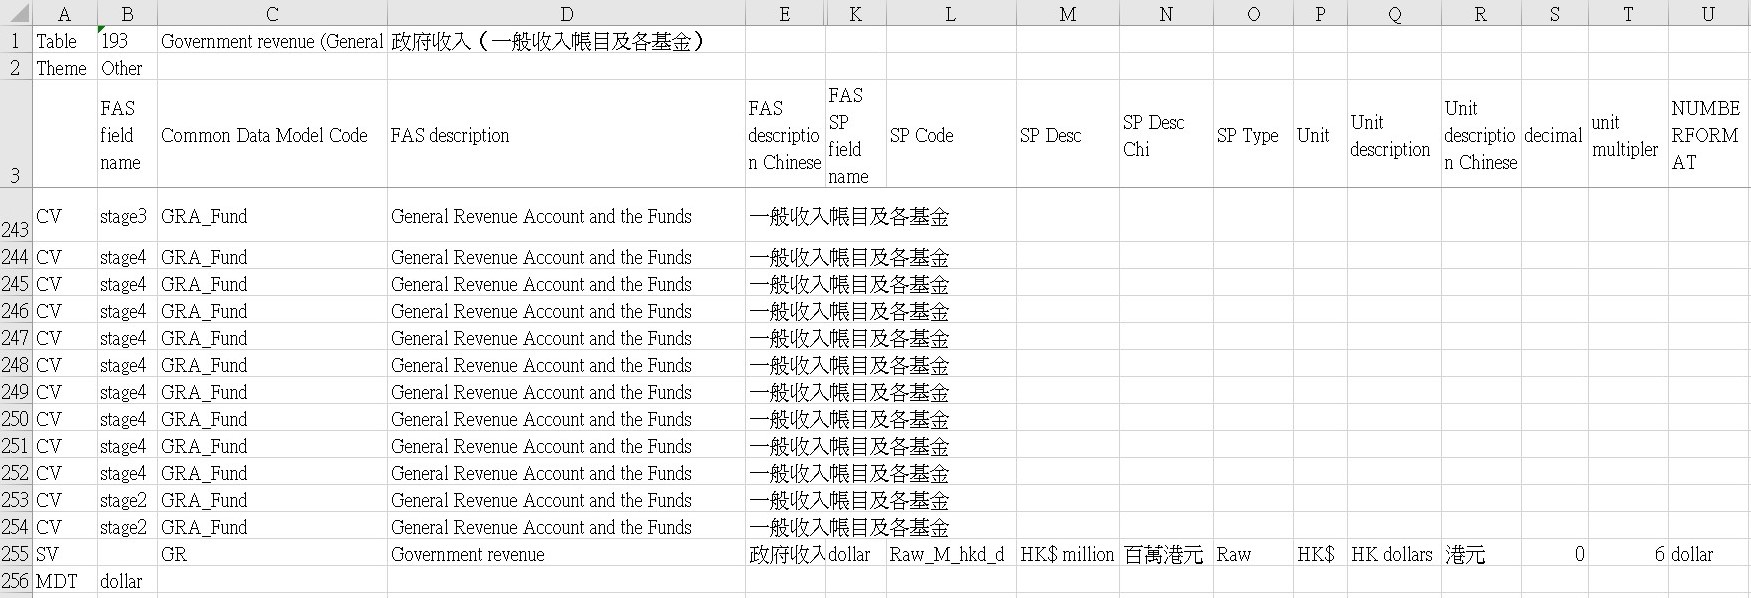 A B C D E K L M N O P Q R S T U
1 Table 193 Government revenue (General 政府收入（一般收入帳目及各基金）
2 Theme Other
3 FAS field name Common Data Model Code FAS description FAS descriptio n Chinese FAS SP field name SP Code SP Desc SP Desc Chi SP Type Unit Unit description Unit descriptio n Chinese decimal unit multipler NUMBE RFORM AT
243 CV stage3 GRA_Fund General Revenue Account and the Funds 一般收入帳目及各基金
244 CV stage4 GRA_Fund General Revenue Account and the Funds 一般收入帳目及各基金
245 CV stage4 GRA_Fund General Revenue Account and the Funds 一般收入帳目及各基金
246 CV stage4 GRA_Fund General Revenue Account and the Funds 一般收入帳目及各基金
247 CV stage4 GRA_Fund General Revenue Account and the Funds 一般收入帳目及各基金
248 CV stage4 GRA_Fund General Revenue Account and the Funds 一般收入帳目及各基金
249 CV stage4 GRA_Fund General Revenue Account and the Funds 一般收入帳目及各基金
250 CV stage4 GRA_Fund General Revenue Account and the Funds 一般收入帳目及各基金
251 CV stage4 GRA_Fund General Revenue Account and the Funds 一般收入帳目及各基金
252 CV stage4 GRA_Fund General Revenue Account and the Funds 一般收入帳目及各基金
253 CV stage2 GRA_Fund General Revenue Account and the Funds 一般收入帳目及各基金
254 CV stage2 GRA_Fund General Revenue Account and the Funds 一般收入帳目及各基金
255 SV GR Government revenue 政府收入 dollar Raw_M_hkd_d HK$ million 百萬港元 Raw HK$ HK dollars 港元 0 6 dollar
256 MDT dollar